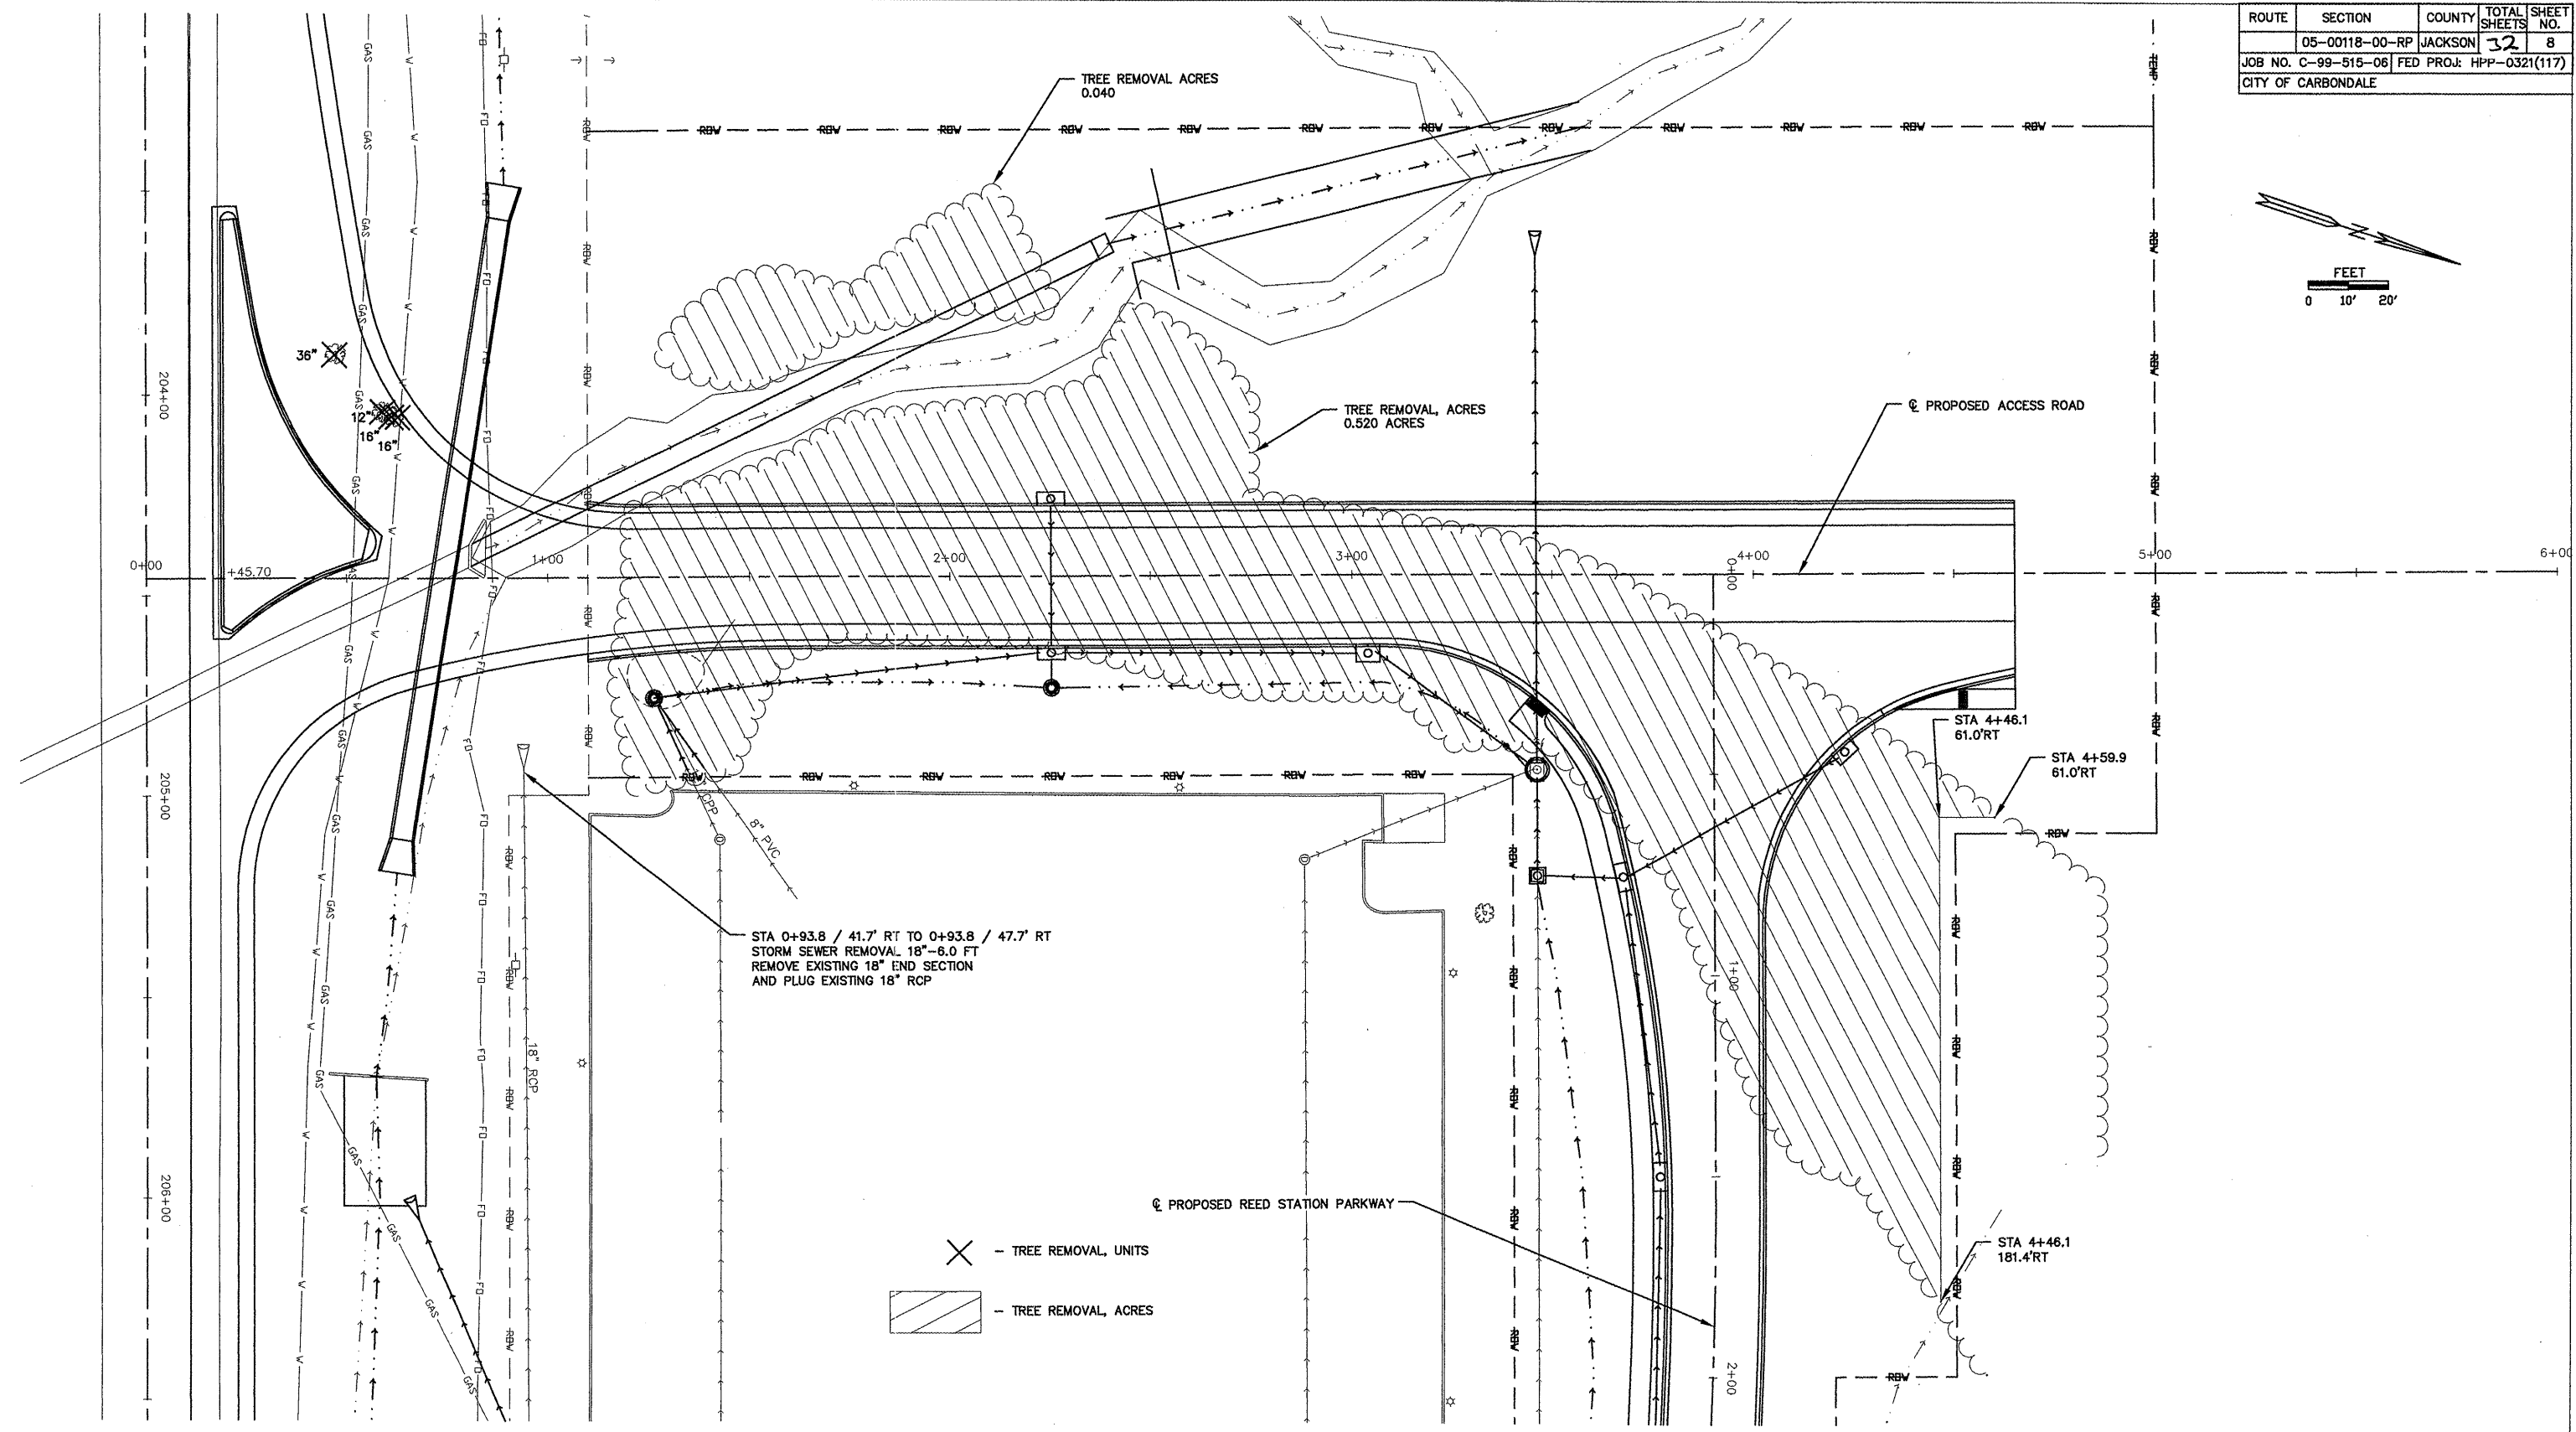 ROUTE SECTION COUNTY TOTAL SHEETS SHEET NO.
05-00118-00-RP JACKSON 32 8
JOB NO. C-99-515-06 FED PROJ: HPP-0321(117)
CITY OF CARBONDALE
TREE REMOVAL ACRES
0.040
FEET
0 10' 20'
36"
12"
16"
16"
204+00
TREE REMOVAL, ACRES
0.520 ACRES
℄ PROPOSED ACCESS ROAD
0+00
+45.70
1+00
2+00
3+00
4+00
0+00
5+00
6+00
STA 4+46.1
61.0'RT
STA 4+59.9
61.0'RT
205+00
CPP
8" PVC
STA 0+93.8 / 41.7' RT TO 0+93.8 / 47.7' RT
STORM SEWER REMOVAL 18"-6.0 FT
REMOVE EXISTING 18" END SECTION
AND PLUG EXISTING 18" RCP
1+00
18" RCP
206+00
℄ PROPOSED REED STATION PARKWAY
X - TREE REMOVAL, UNITS
- TREE REMOVAL, ACRES
STA 4+46.1
181.4'RT
2+00
ROW
GAS
W
FO